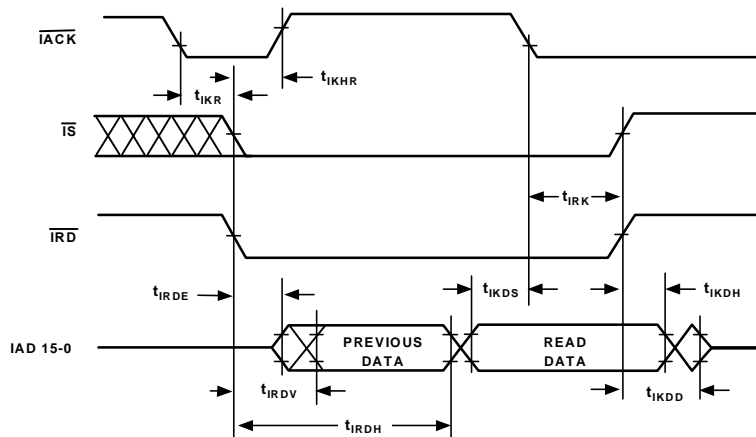 IACK
tIKHR
tIKR
IS
tIRK
IRD
tIRDE
tIKDS
tIKDH
IAD 15-0
PREVIOUS
DATA
READ
DATA
tIRDV
tIKDD
tIRDH